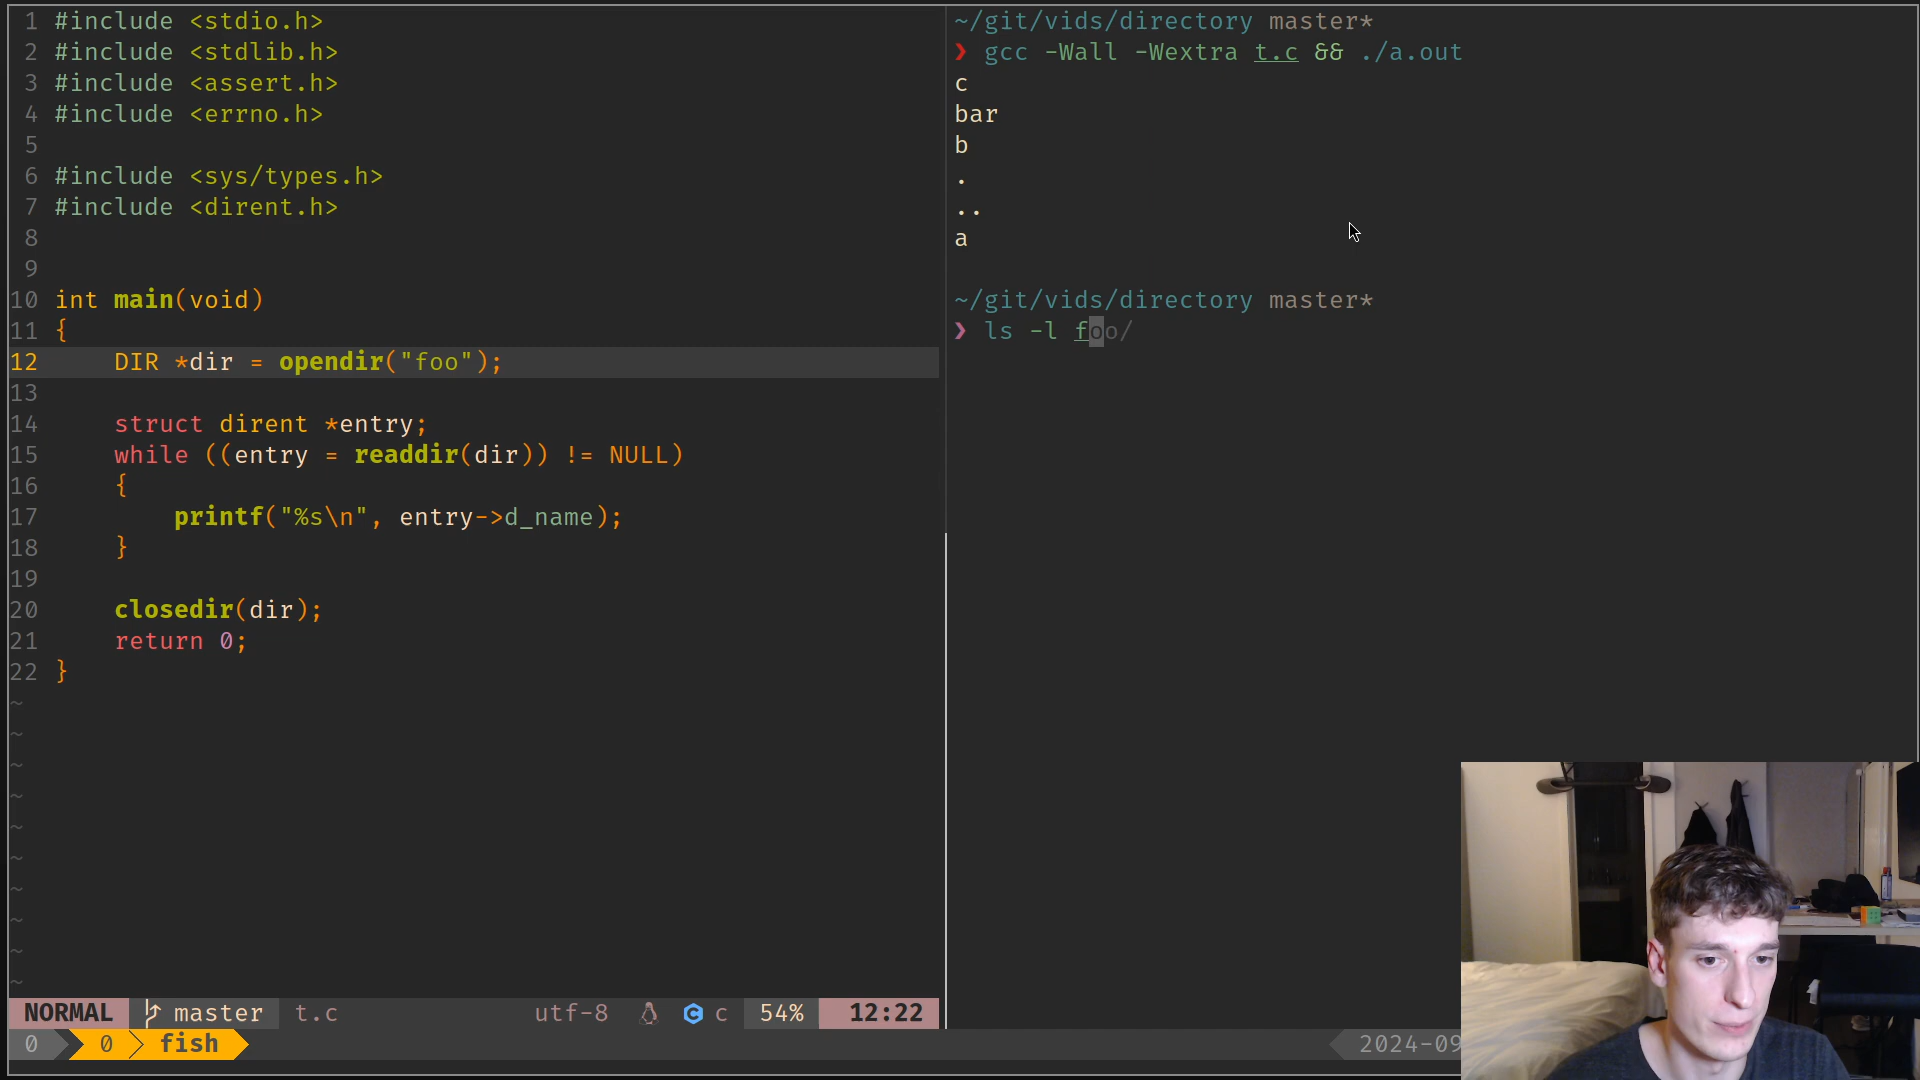 1 #include <stdio.h>
2 #include <stdlib.h>
3 #include <assert.h>
4 #include <errno.h>
5
6 #include <sys/types.h>
7 #include <dirent.h>
8
9
10 int main(void)
11 {
12     DIR *dir = opendir("foo");
13
14     struct dirent *entry;
15     while ((entry = readdir(dir)) != NULL)
16     {
17         printf("%s\n", entry->d_name);
18     }
19
20     closedir(dir);
21     return 0;
22 }
~
~
~
~
~
~
~
~
~
~
NORMAL master t.c utf-8 c 54% 12:22
~/git/vids/directory master*
❯ gcc -Wall -Wextra t.c && ./a.out
c
bar
b
.
..
a
~/git/vids/directory master*
❯ ls -l foo/
0 0 fish 2024-09